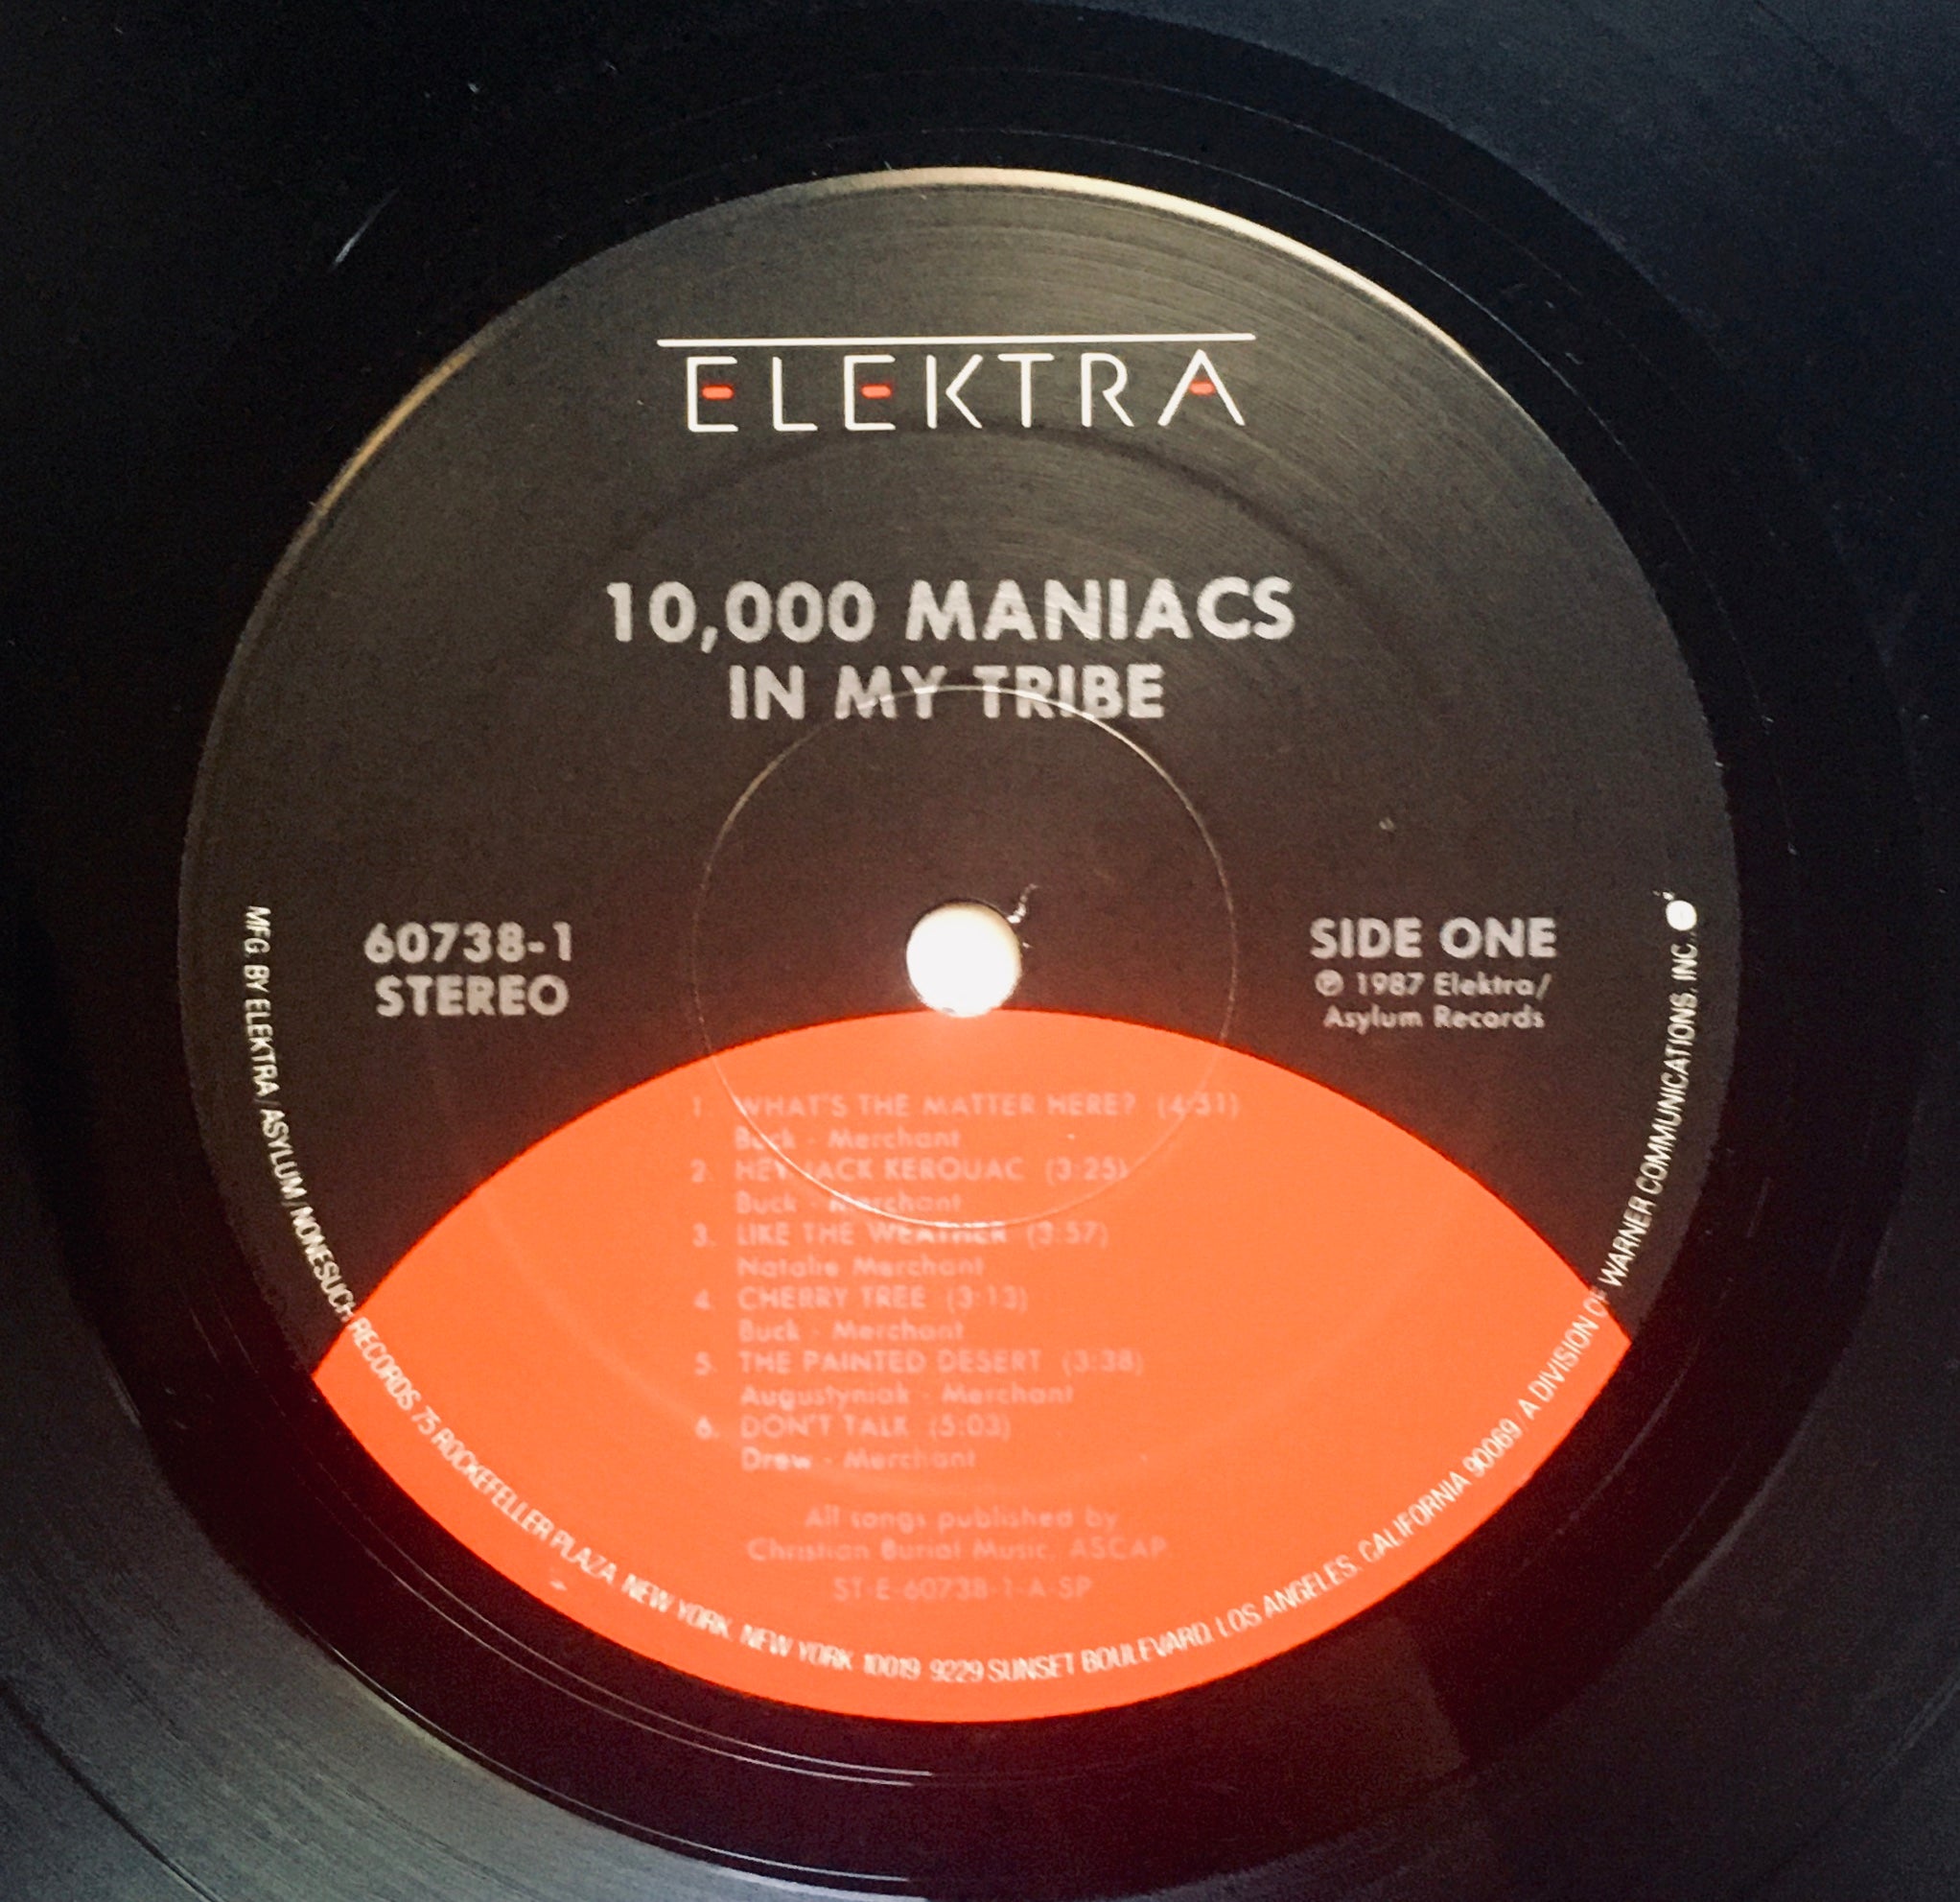 ELEKTRA
10,000 MANIACS
IN MY TRIBE
60738-1
STEREO
SIDE ONE
℗ 1987 Elektra/
Asylum Records
1. WHAT'S THE MATTER HERE? (4:51)
Buck - Merchant
2. HEY JACK KEROUAC (3:25)
Buck - Merchant
3. LIKE THE WEATHER (3:57)
Natalie Merchant
4. CHERRY TREE (3:13)
Buck - Merchant
5. THE PAINTED DESERT (3:38)
Augustyniak - Merchant
6. DON'T TALK (5:03)
Drew - Merchant
All songs published by
Christian Burial Music, ASCAP
ST-E-60738-1-A-SP
MFG. BY ELEKTRA / ASYLUM / NONESUCH RECORDS 75 ROCKEFELLER PLAZA, NEW YORK, NEW YORK 10019 9229 SUNSET BOULEVARD, LOS ANGELES, CALIFORNIA 90069 / A DIVISION OF WARNER COMMUNICATIONS, INC.